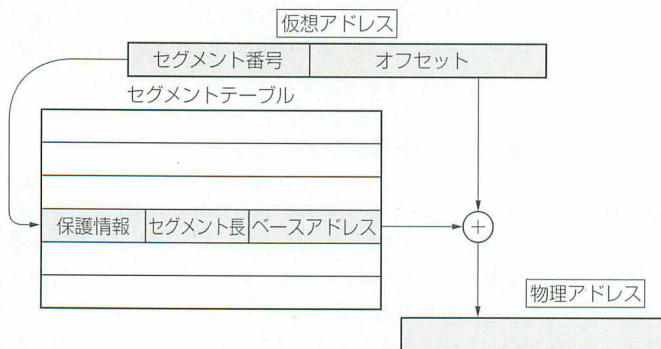 仮想アドレス
セグメント番号 オフセット
セグメントテーブル
保護情報 セグメント長 ベースアドレス +
物理アドレス